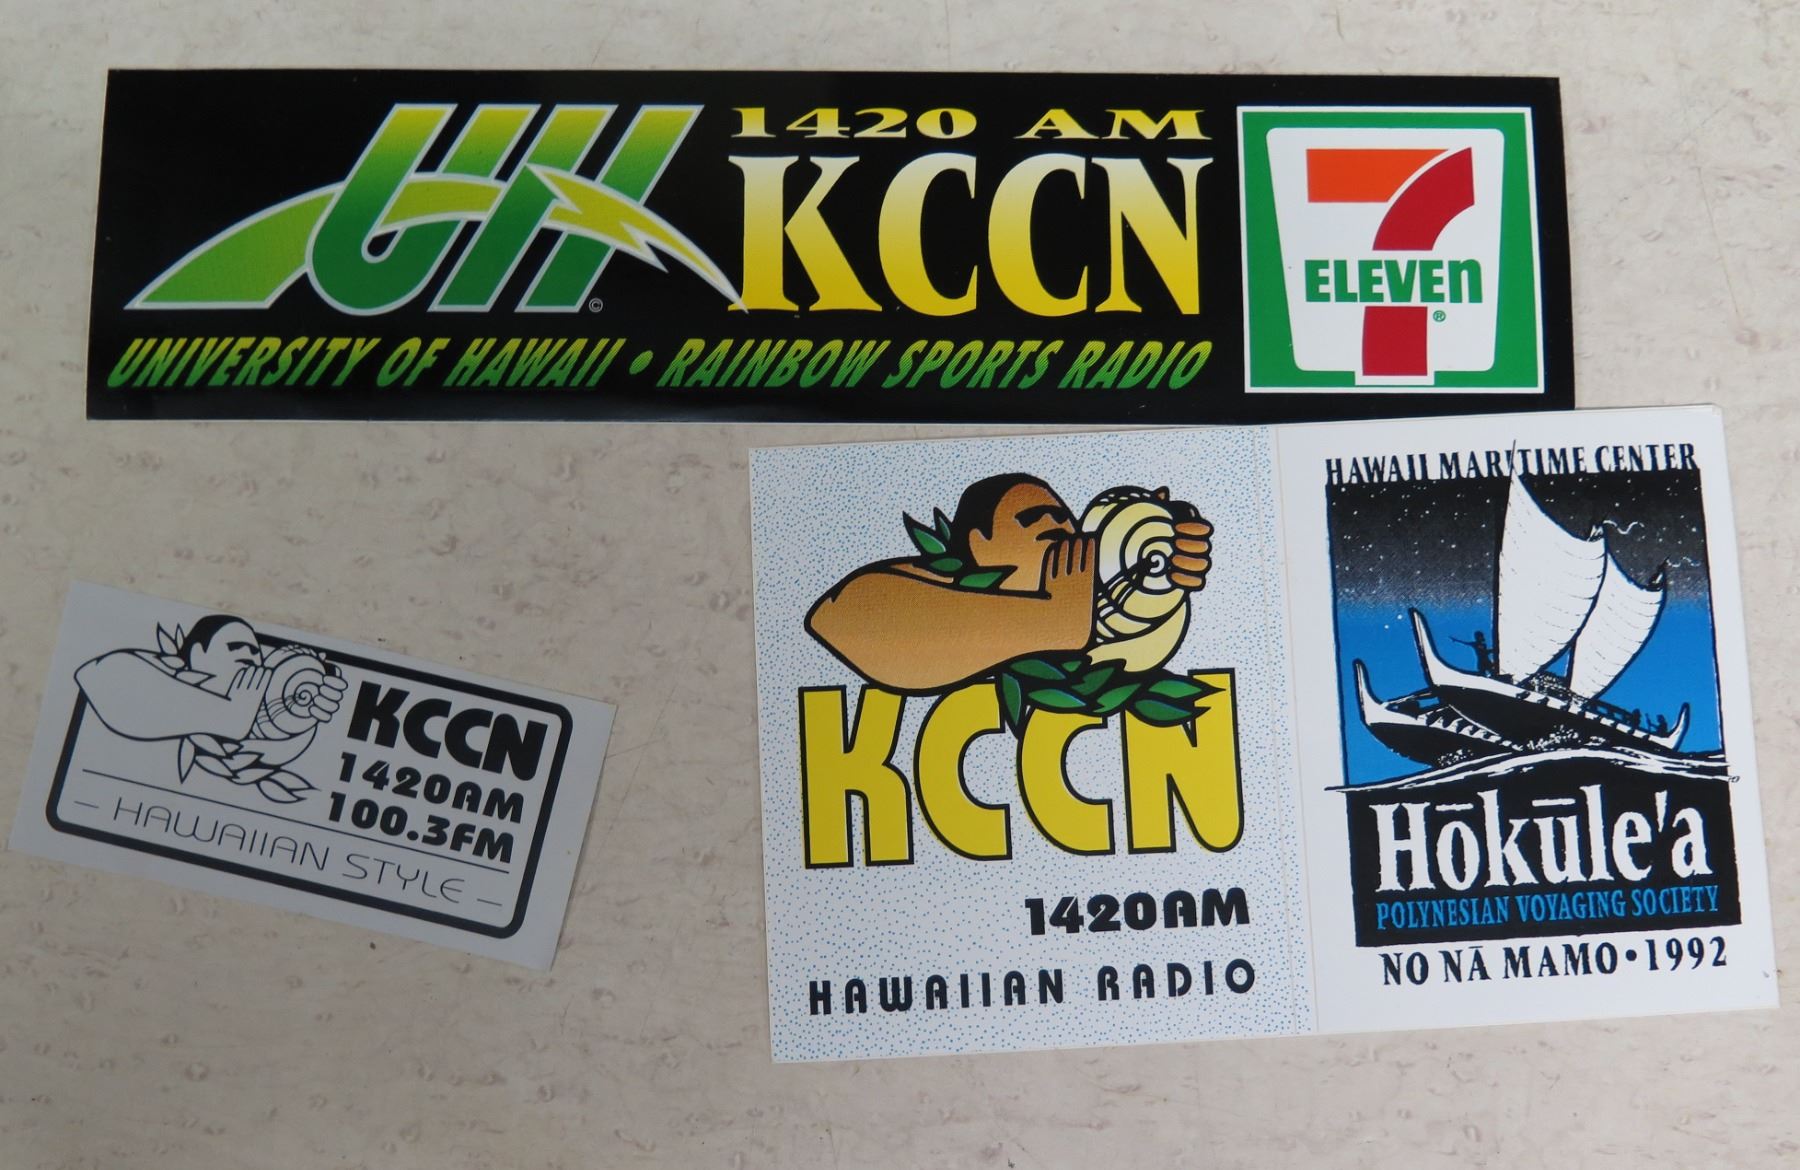 UH
©
1420 AM
KCCN
UNIVERSITY OF HAWAII • RAINBOW SPORTS RADIO
7
ELEVEn
®
KCCN
1420AM
100.3FM
– HAWAIIAN STYLE –
KCCN
1420AM
HAWAIIAN RADIO
HAWAII MARITIME CENTER
Hōkūle'a
POLYNESIAN VOYAGING SOCIETY
NO NĀ MAMO • 1992